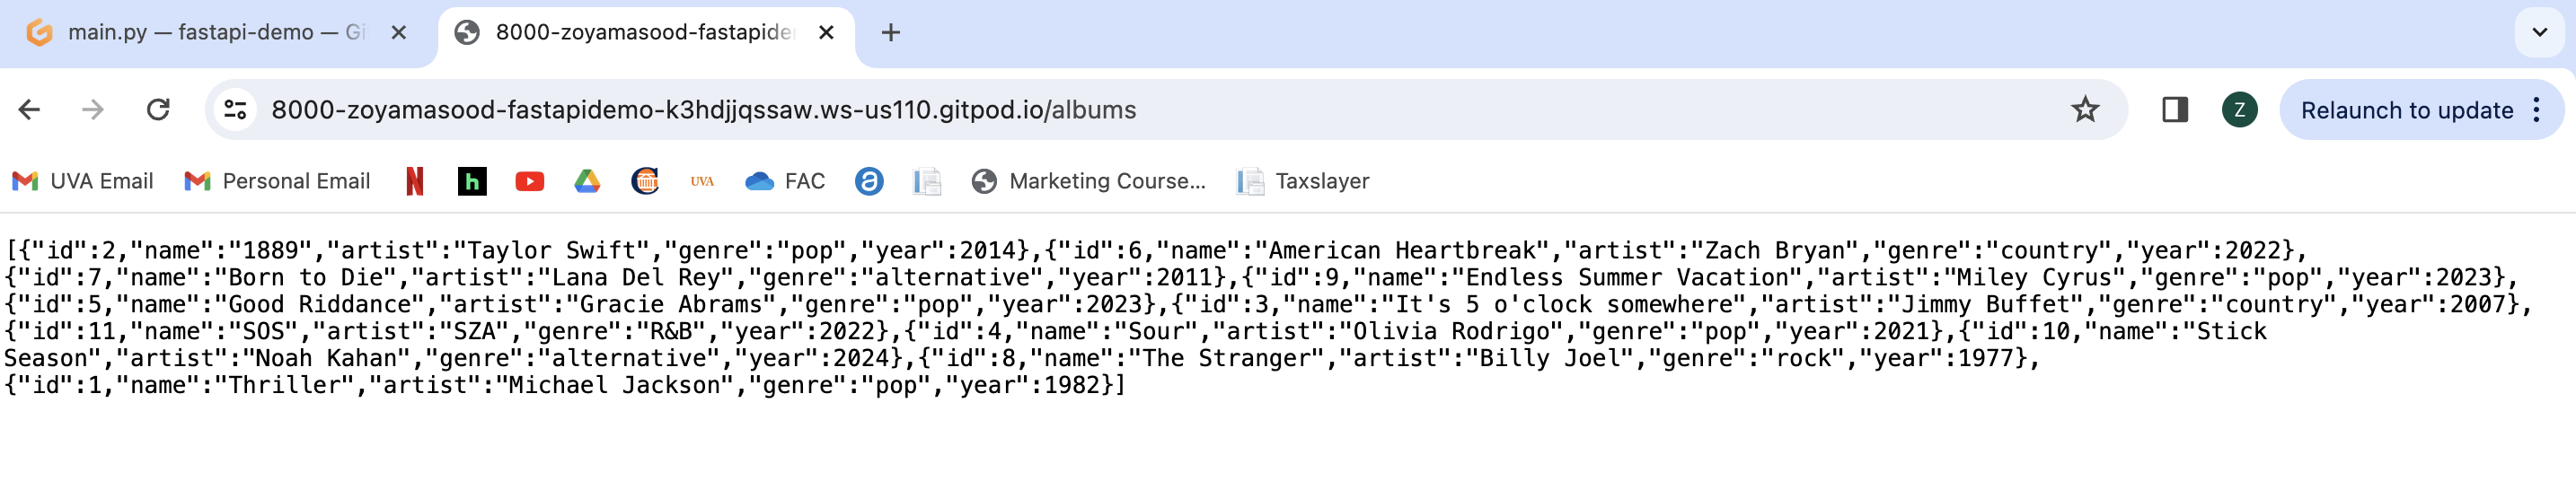 main.py — fastapi-demo — Gi
8000-zoyamasood-fastapide
8000-zoyamasood-fastapidemo-k3hdjjqssaw.ws-us110.gitpod.io/albums
Z
Relaunch to update
UVA Email
Personal Email
N
h
UVA
FAC
a
Marketing Course...
Taxslayer
[{"id":2,"name":"1889","artist":"Taylor Swift","genre":"pop","year":2014},{"id":6,"name":"American Heartbreak","artist":"Zach Bryan","genre":"country","year":2022},
{"id":7,"name":"Born to Die","artist":"Lana Del Rey","genre":"alternative","year":2011},{"id":9,"name":"Endless Summer Vacation","artist":"Miley Cyrus","genre":"pop","year":2023},
{"id":5,"name":"Good Riddance","artist":"Gracie Abrams","genre":"pop","year":2023},{"id":3,"name":"It's 5 o'clock somewhere","artist":"Jimmy Buffet","genre":"country","year":2007},
{"id":11,"name":"SOS","artist":"SZA","genre":"R&B","year":2022},{"id":4,"name":"Sour","artist":"Olivia Rodrigo","genre":"pop","year":2021},{"id":10,"name":"Stick
Season","artist":"Noah Kahan","genre":"alternative","year":2024},{"id":8,"name":"The Stranger","artist":"Billy Joel","genre":"rock","year":1977},
{"id":1,"name":"Thriller","artist":"Michael Jackson","genre":"pop","year":1982}]